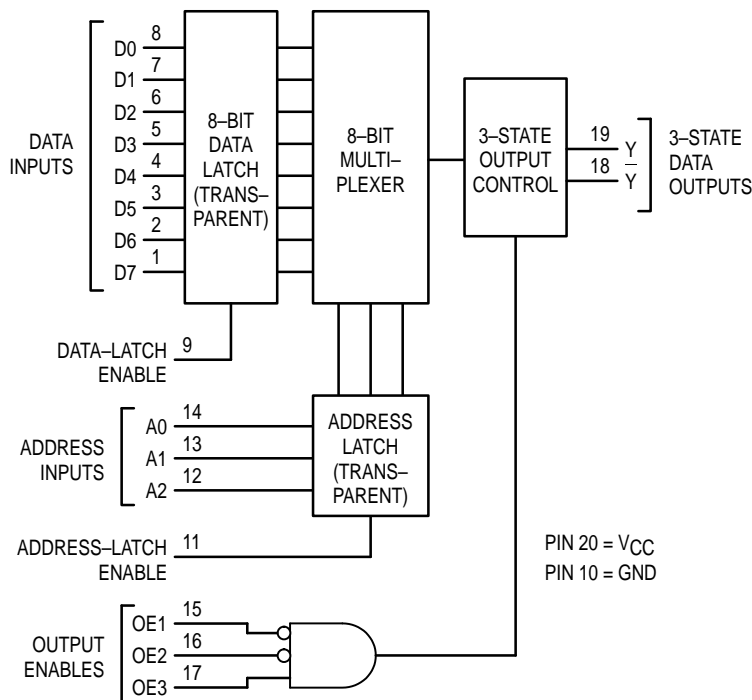 DATA
INPUTS
D0 8
D1 7
D2 6
D3 5
D4 4
D5 3
D6 2
D7 1
8–BIT
DATA
LATCH
(TRANS–
PARENT)
8–BIT
MULTI–
PLEXER
3–STATE
OUTPUT
CONTROL
19 Y
18 Y
3–STATE
DATA
OUTPUTS
DATA–LATCH
ENABLE
9
ADDRESS
INPUTS
A0 14
A1 13
A2 12
ADDRESS
LATCH
(TRANS–
PARENT)
ADDRESS–LATCH
ENABLE
11
PIN 20 = VCC
PIN 10 = GND
OUTPUT
ENABLES
OE1 15
OE2 16
OE3 17